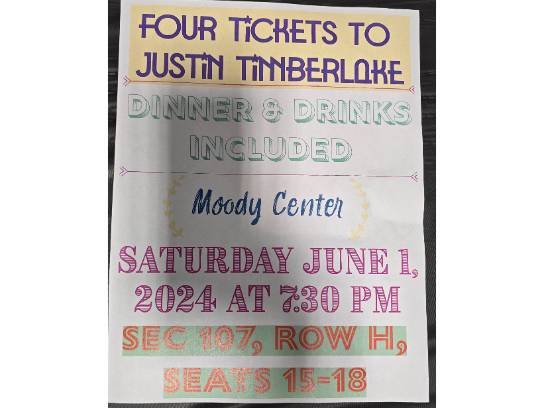 FOUR TICKETS TO
JUSTIN TIMBERLAKE
DINNER & DRINKS
INCLUDED
Moody Center
SATURDAY JUNE 1,
2024 AT 7:30 PM
SEC 107, ROW H,
SEATS 15-18